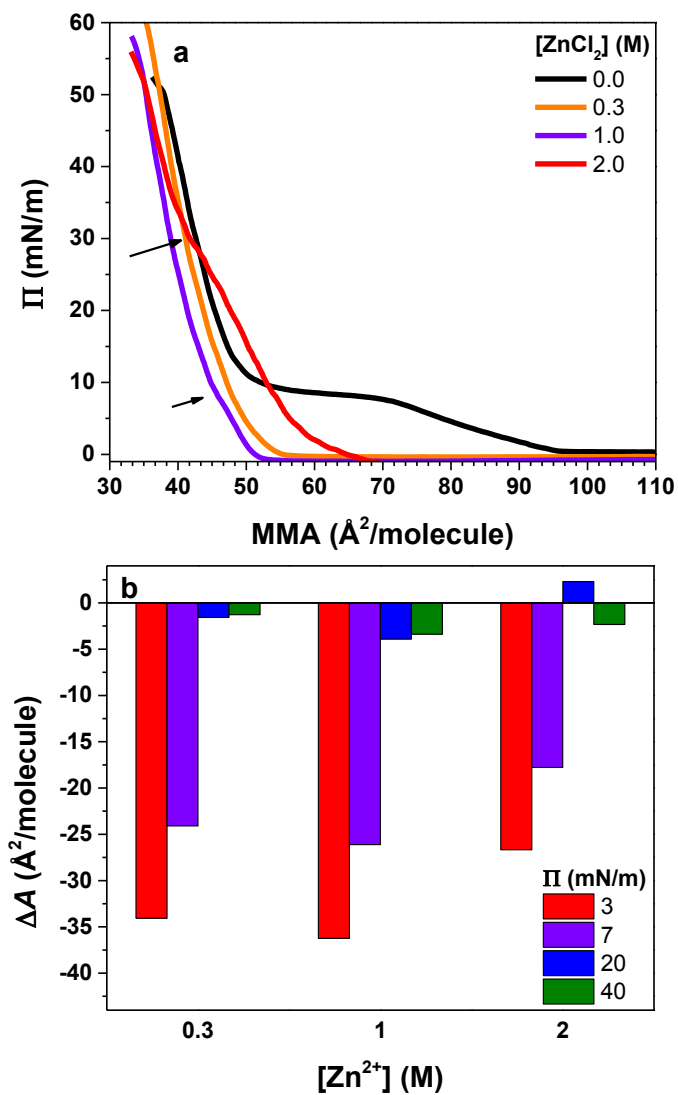 60
50
40
30
20
10
0
Π (mN/m)
a
[ZnCl₂] (M)
0.0
0.3
1.0
2.0
30 40 50 60 70 80 90 100 110
MMA (Å²/molecule)
b
0
-5
-10
-15
-20
-25
-30
-35
-40
ΔA (Å²/molecule)
Π (mN/m)
3
7
20
40
0.3 1 2
[Zn²⁺] (M)